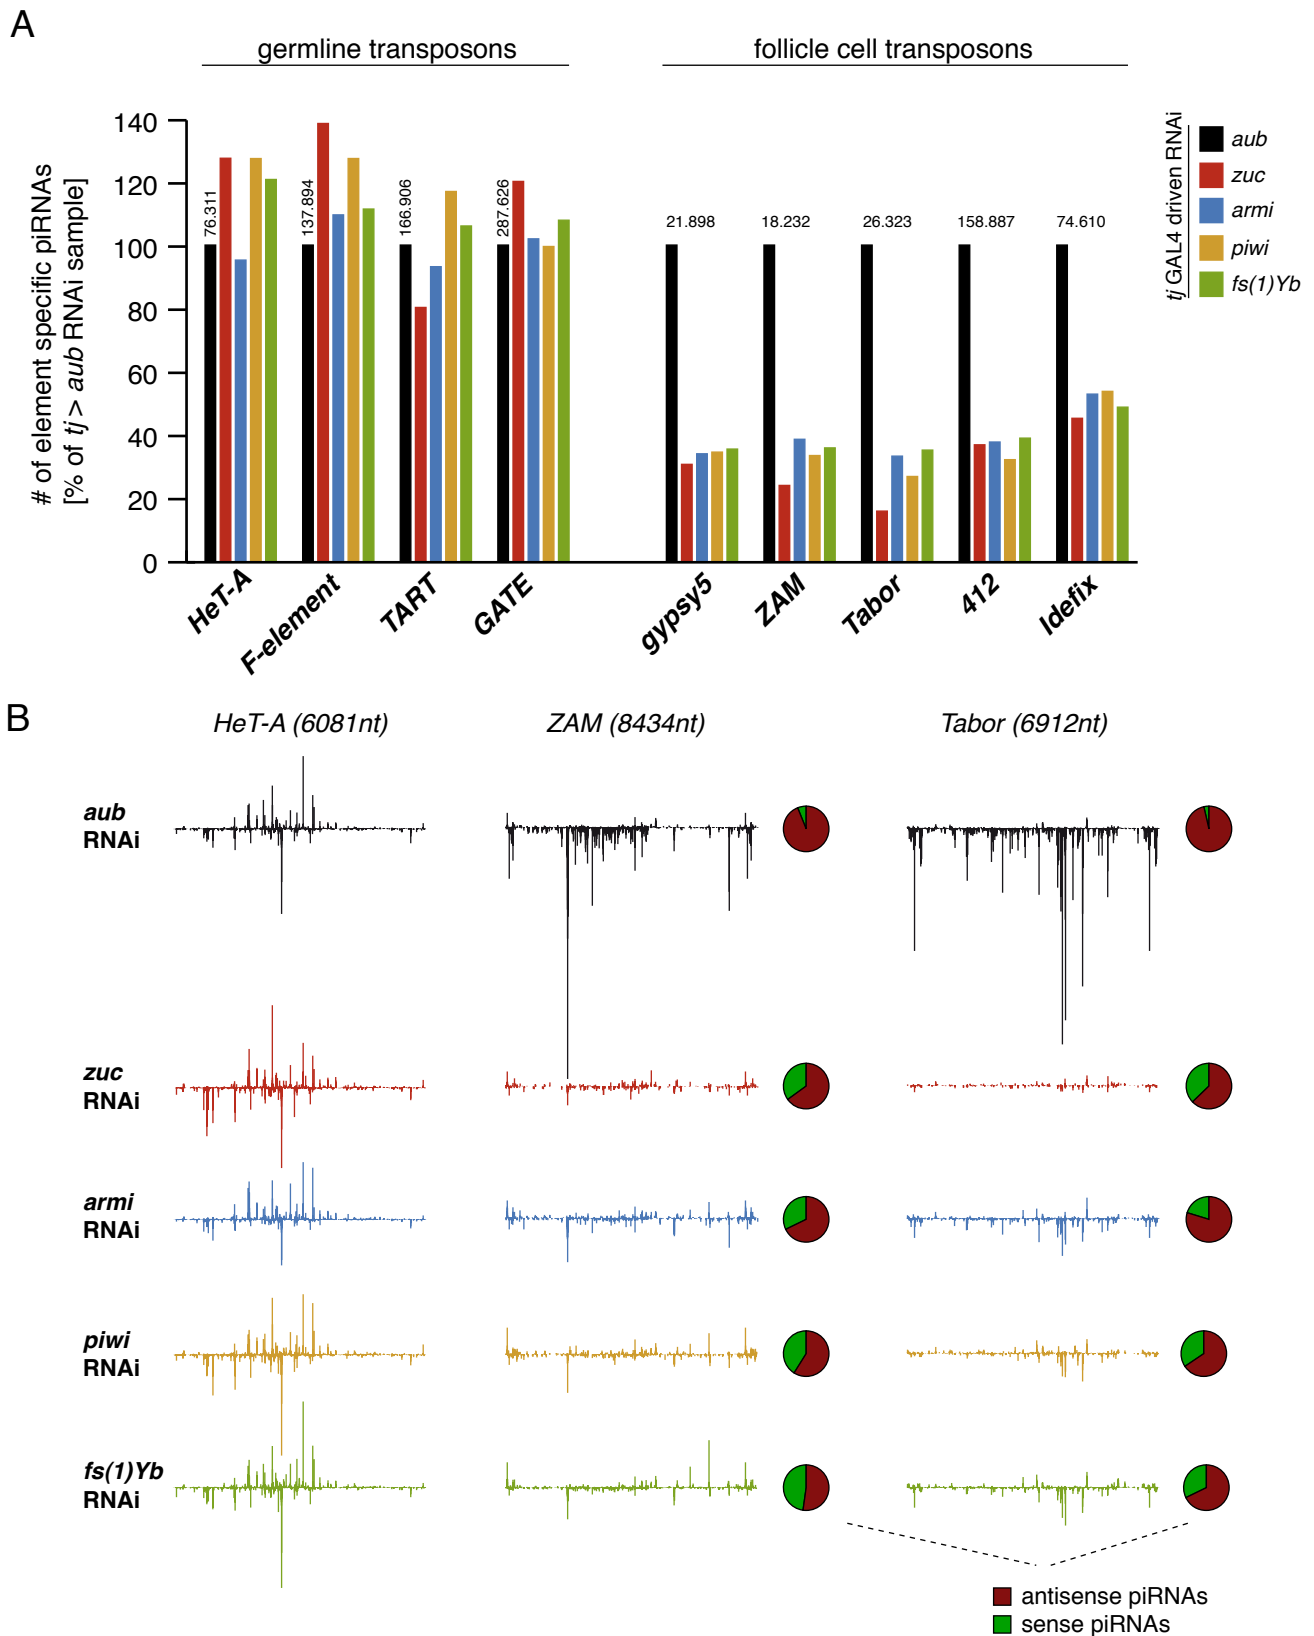 A
germline transposons
follicle cell transposons
# of element specific piRNAs
[% of tj > aub RNAi sample]
140
120
100
80
60
40
20
0
76.311
137.894
166.906
287.626
21.898
18.232
26.323
158.887
74.610
HeT-A
F-element
TART
GATE
gypsy5
ZAM
Tabor
412
Idefix
tj GAL4 driven RNAi
aub
zuc
armi
piwi
fs(1)Yb
B
HeT-A (6081nt)
ZAM (8434nt)
Tabor (6912nt)
aub
RNAi
zuc
RNAi
armi
RNAi
piwi
RNAi
fs(1)Yb
RNAi
antisense piRNAs
sense piRNAs